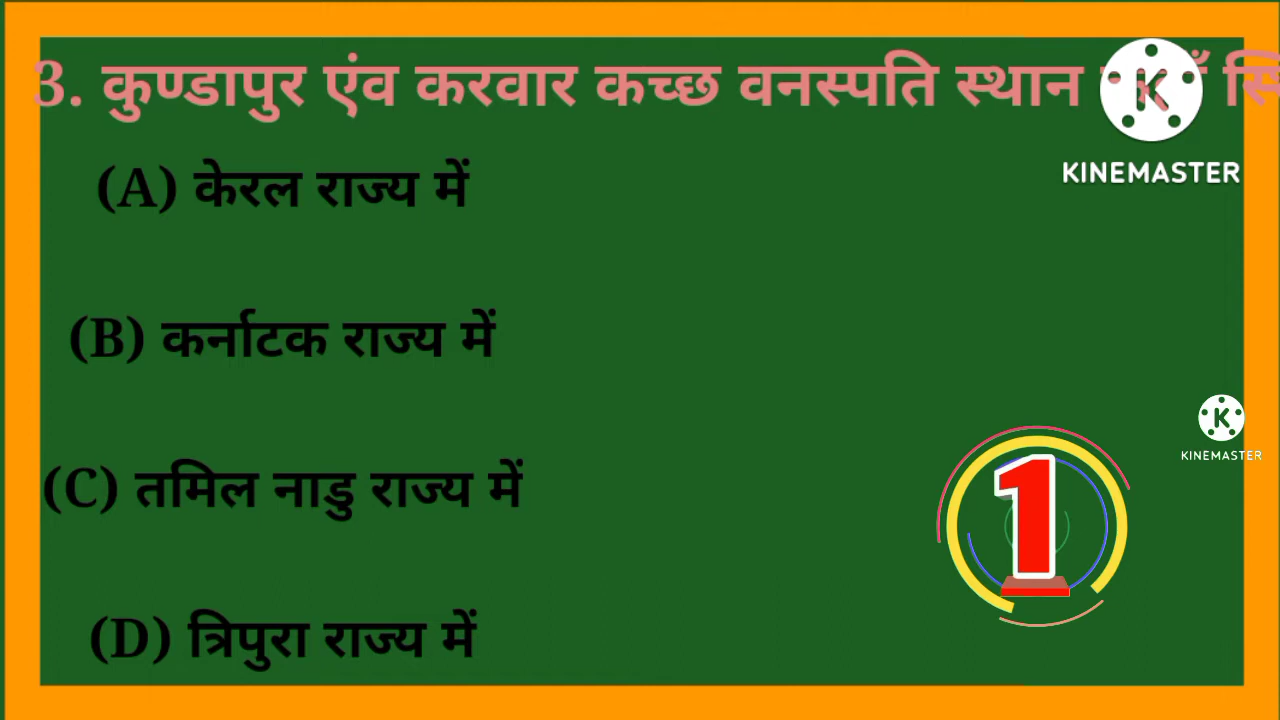 3. कुण्डापुर एंव करवार कच्छ वनस्पति स्थान
KINEMASTER
(A) केरल राज्य में
(B) कर्नाटक राज्य में
KINEMASTER
(C) तमिल नाडु राज्य में
1
(D) त्रिपुरा राज्य में